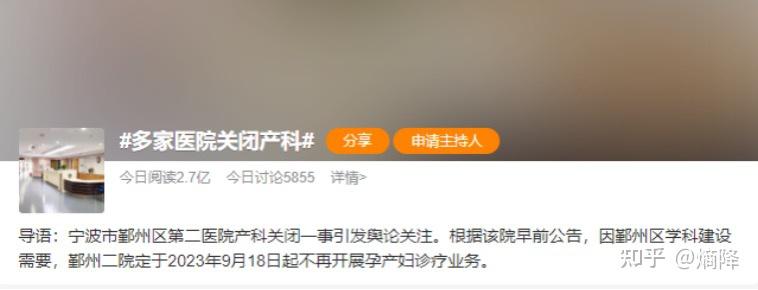 #多家医院关闭产科# 分享 申请主持人
今日阅读2.7亿 今日讨论5855 详情>
导语：宁波市鄞州区第二医院产科关闭一事引发舆论关注。根据该院早前公告，因鄞州区学科建设
需要，鄞州二院定于2023年9月18日起不再开展孕产妇诊疗业务。
知乎 @熵降